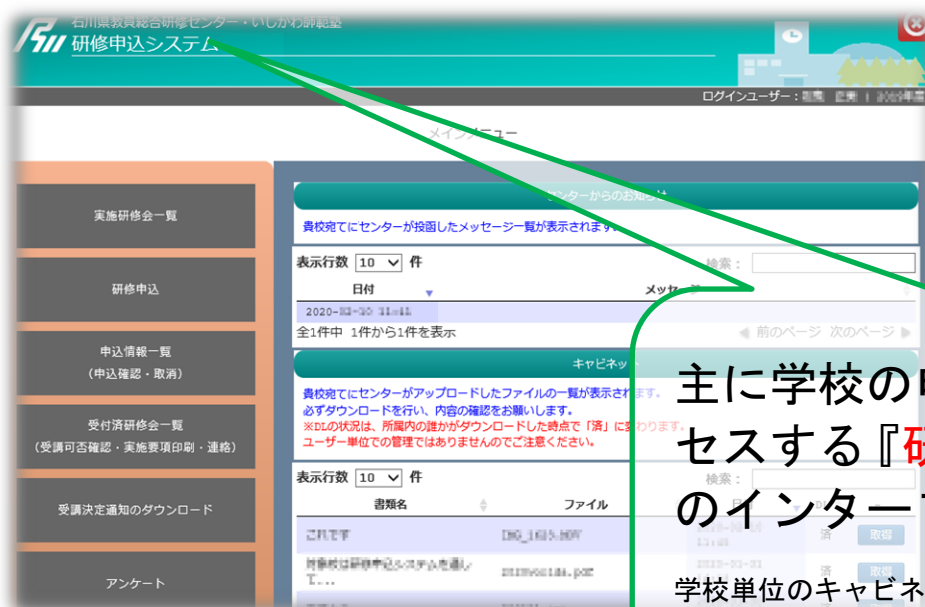 石川県教員総合研修センター・いしかわ師範塾
研修申込システム
ログインユーザー：
メインメニュー
実施研修会一覧
研修申込
申込情報一覧
（申込確認・取消）
受付済研修会一覧
（受講可否確認・実施要項印刷・連絡）
受講決定通知のダウンロード
アンケート
センターからのお知らせ
貴校宛てにセンターが投函したメッセージ一覧が表示されます。
表示行数 10 件
検索：
日付 メッセージ
2020-
全1件中 1件から1件を表示
前のページ 次のページ
キャビネット
貴校宛てにセンターがアップロードしたファイルの一覧が表示されます。
必ずダウンロードを行い、内容の確認をお願いします。
※DLの状況は、所属内の誰かがダウンロードした時点で「済」に変わります。
ユーザー単位での管理ではありませんのでご注意ください。
表示行数 10 件
検索：
書類名 ファイル
済 取得
済 取得
主に学校の
セスする『研
のインター
学校単位のキャビネ